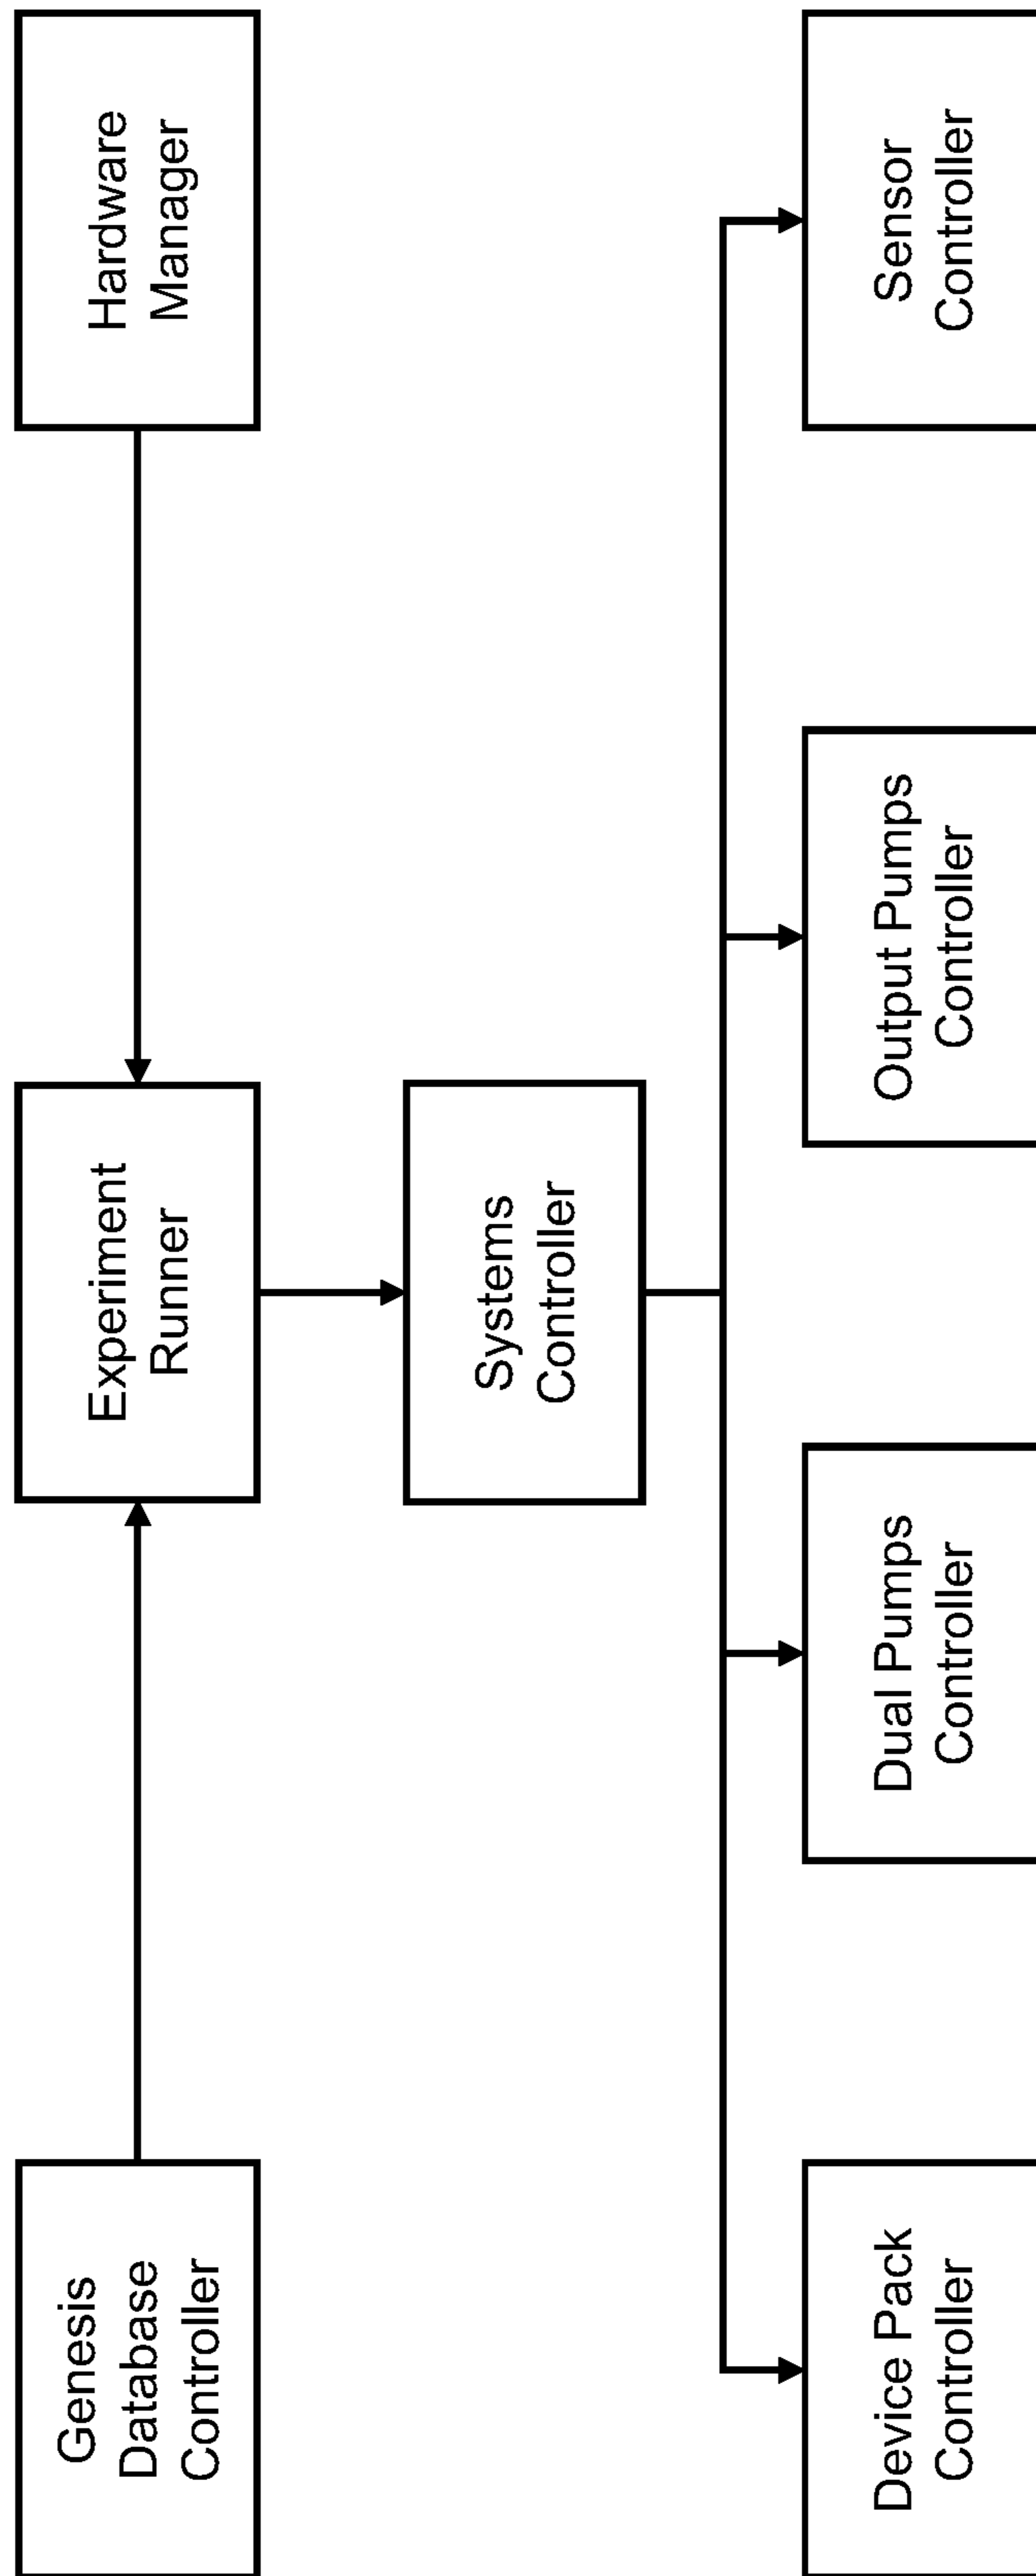 Genesis
Database
Controller
Experiment
Runner
Hardware
Manager
Systems
Controller
Device Pack
Controller
Dual Pumps
Controller
Output Pumps
Controller
Sensor
Controller